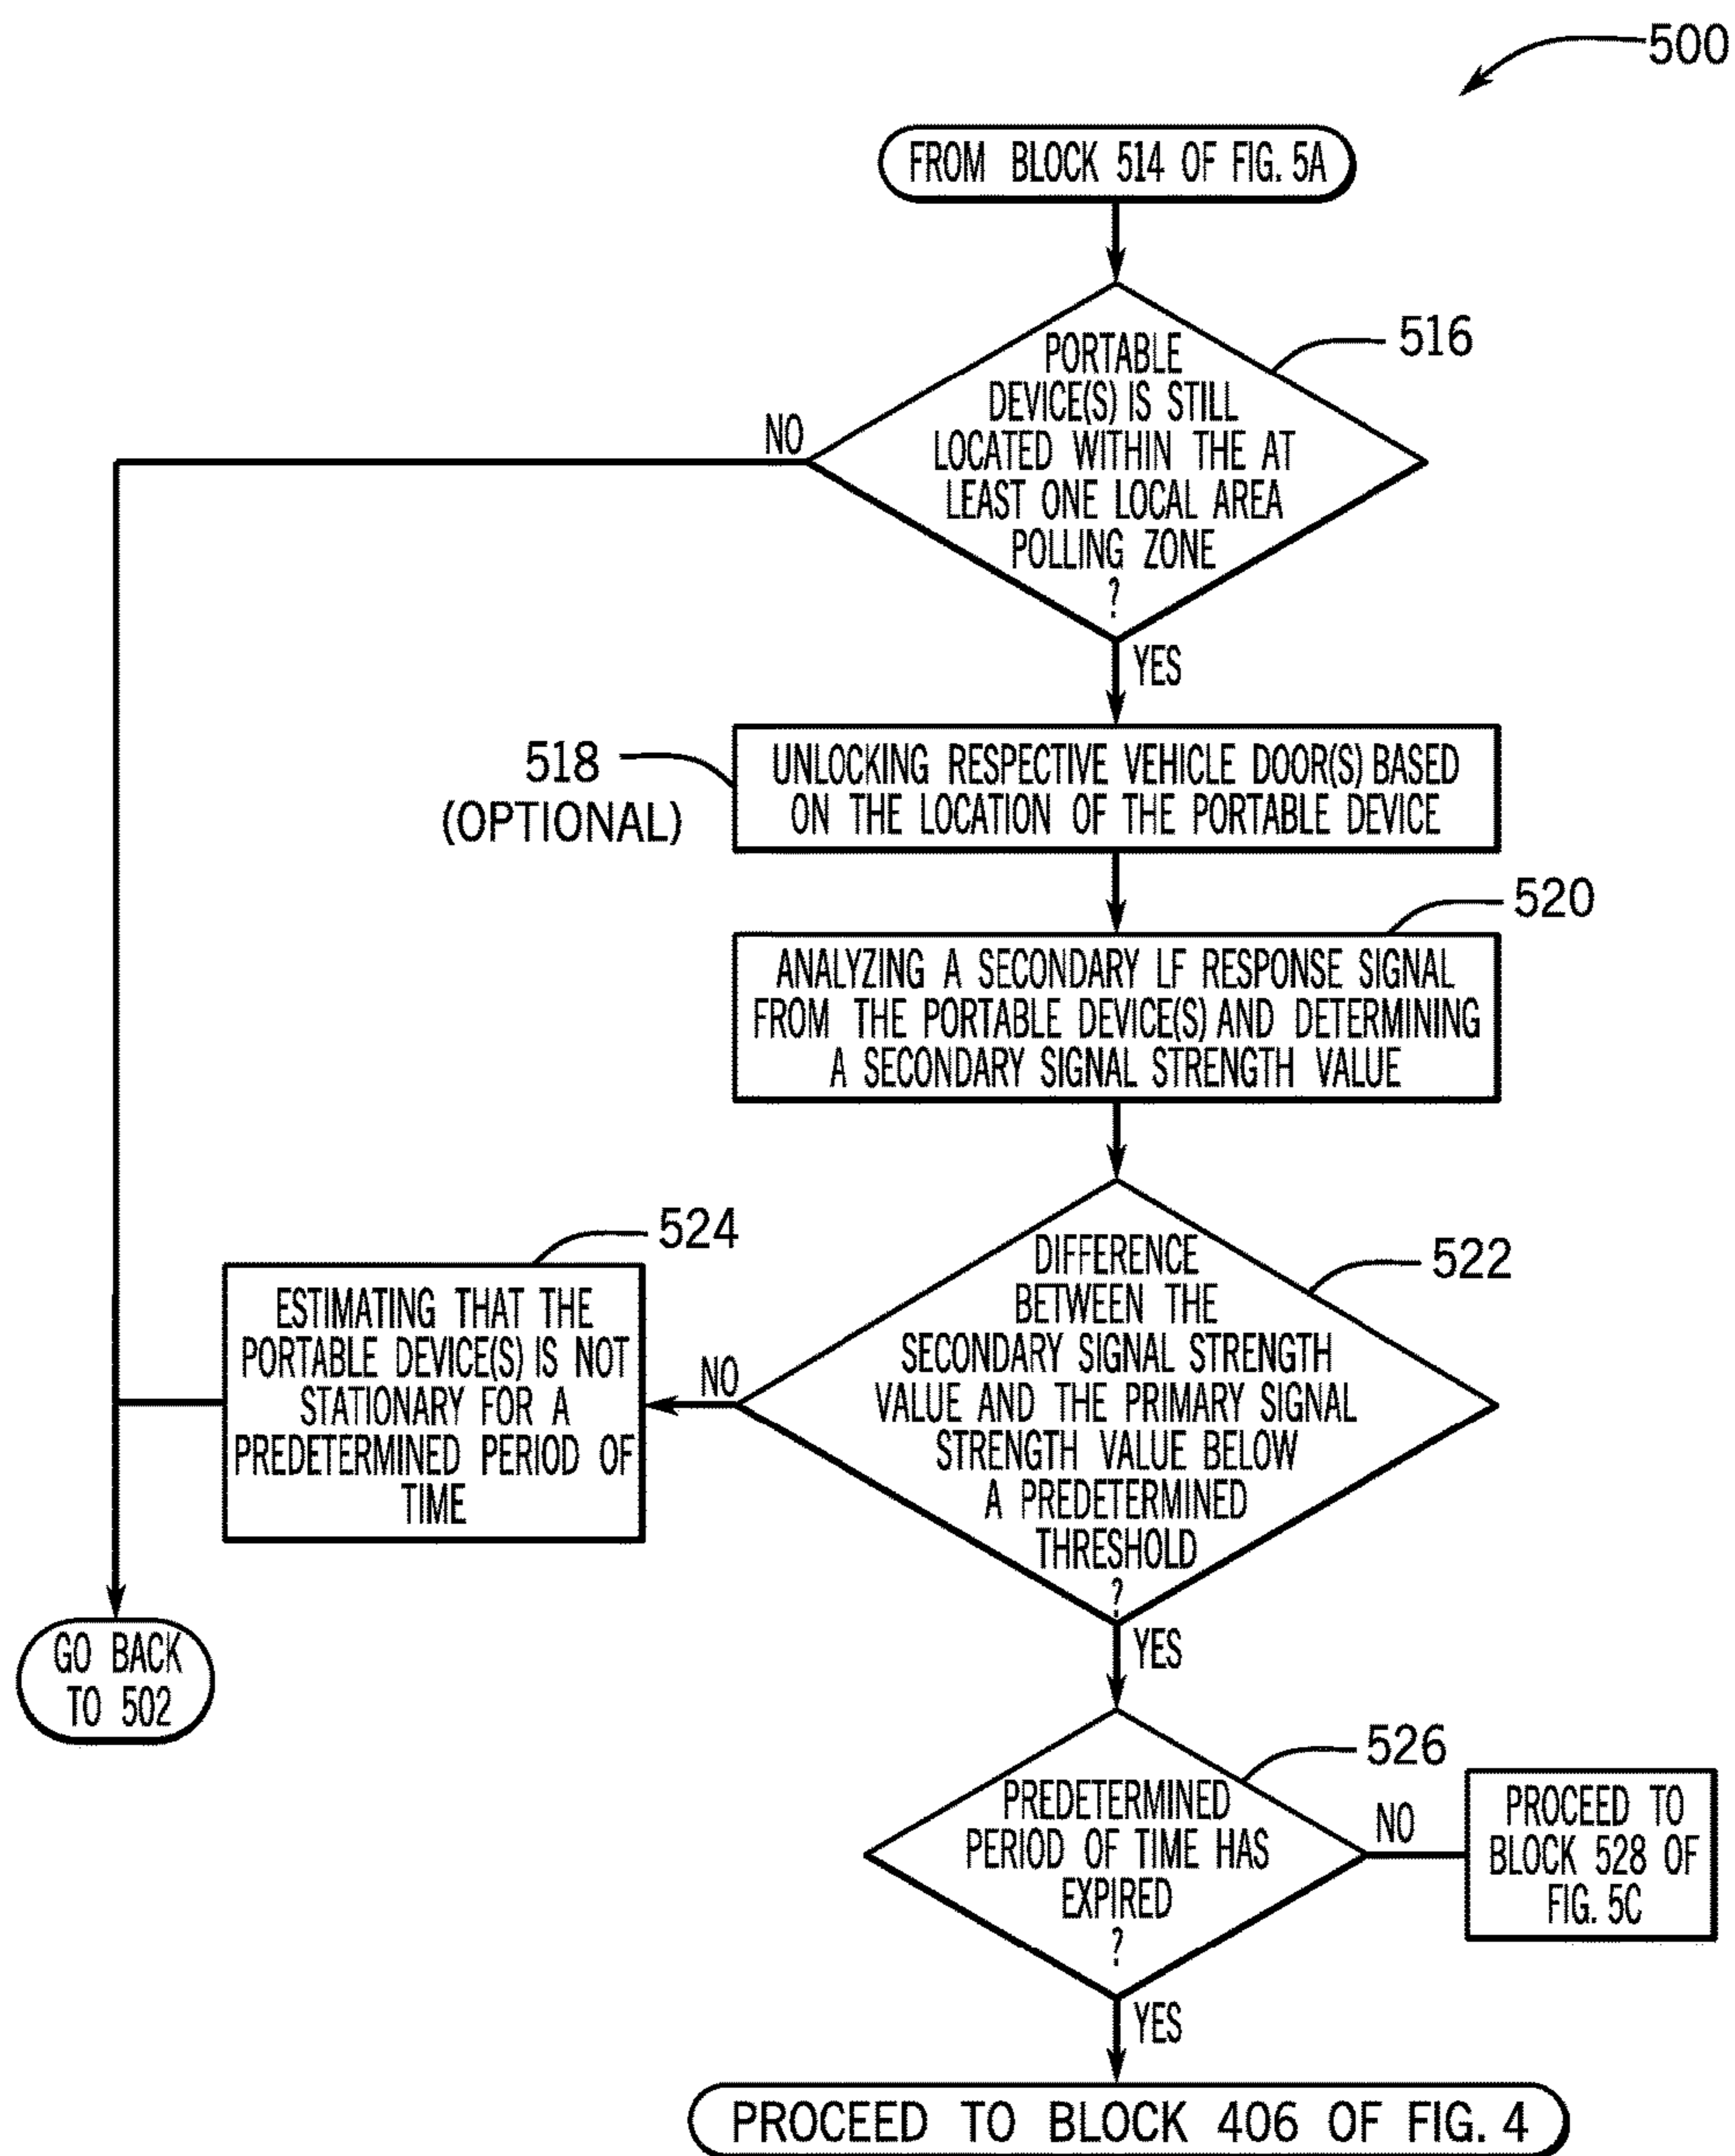 500
FROM BLOCK 514 OF FIG. 5A
516
PORTABLE
DEVICE(S) IS STILL
LOCATED WITHIN THE AT
LEAST ONE LOCAL AREA
POLLING ZONE
?
NO
YES
518
(OPTIONAL)
UNLOCKING RESPECTIVE VEHICLE DOOR(S) BASED
ON THE LOCATION OF THE PORTABLE DEVICE
520
ANALYZING A SECONDARY LF RESPONSE SIGNAL
FROM THE PORTABLE DEVICE(S) AND DETERMINING
A SECONDARY SIGNAL STRENGTH VALUE
522
DIFFERENCE
BETWEEN THE
SECONDARY SIGNAL STRENGTH
VALUE AND THE PRIMARY SIGNAL
STRENGTH VALUE BELOW
A PREDETERMINED
THRESHOLD
?
NO
524
ESTIMATING THAT THE
PORTABLE DEVICE(S) IS NOT
STATIONARY FOR A
PREDETERMINED PERIOD OF
TIME
GO BACK
TO 502
YES
526
PREDETERMINED
PERIOD OF TIME HAS
EXPIRED
?
NO
PROCEED TO
BLOCK 528 OF
FIG. 5C
YES
PROCEED TO BLOCK 406 OF FIG. 4